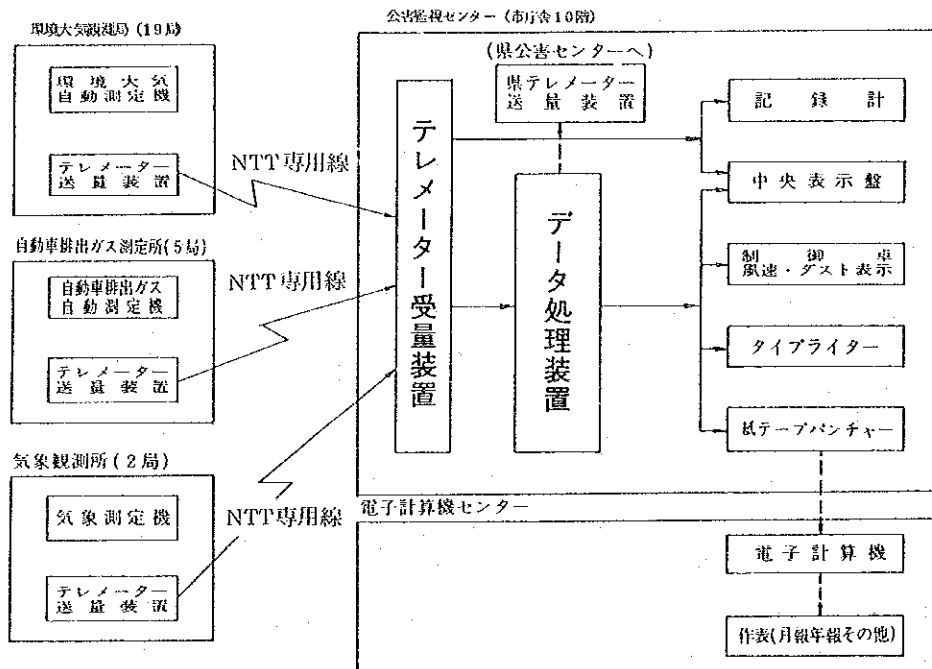 環境大気観測局(19局)
環境大気
自動測定機
テレメーター
送量装置
NTT専用線
自動車排出ガス測定所(5局)
自動車排出ガス
自動測定機
テレメーター
送量装置
NTT専用線
気象観測所(2局)
気象測定機
テレメーター
送量装置
NTT専用線
公害監視センター(市庁舎10階)
(県公害センターへ)
県テレメーター
送量装置
テレメーター受量装置
データ処理装置
記録計
中央表示盤
制御卓
風速・ダスト表示
タイプライター
紙テープパンチャー
電子計算機センター
電子計算機
作表(月報年報その他)